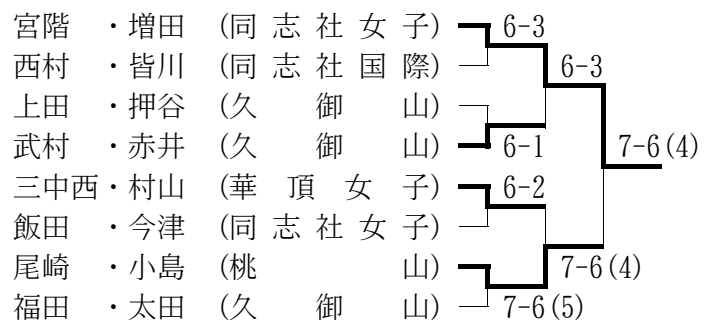 宮階 ・増田 (同志社女子) 6-3
西村 ・皆川 (同志社国際) 6-3
上田 ・押谷 (久御山)
武村 ・赤井 (久御山) 6-1 7-6(4)
三中西・村山 (華頂女子) 6-2
飯田 ・今津 (同志社女子)
尾崎 ・小島 (桃山) 7-6(4)
福田 ・太田 (久御山) 7-6(5)